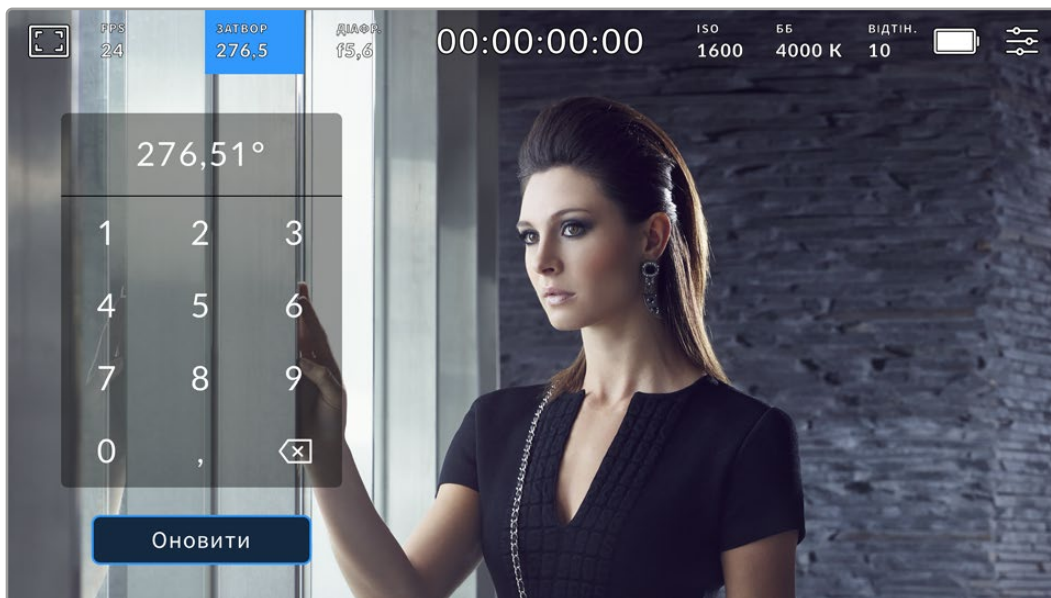 FPS
24
ЗАТВОР
276,5
ДІАФР.
f5,6
00:00:00:00
ISO
1600
ББ
4000 K
ВІДТІН.
10
276,51°
1 2 3
4 5 6
7 8 9
0 ,
Оновити